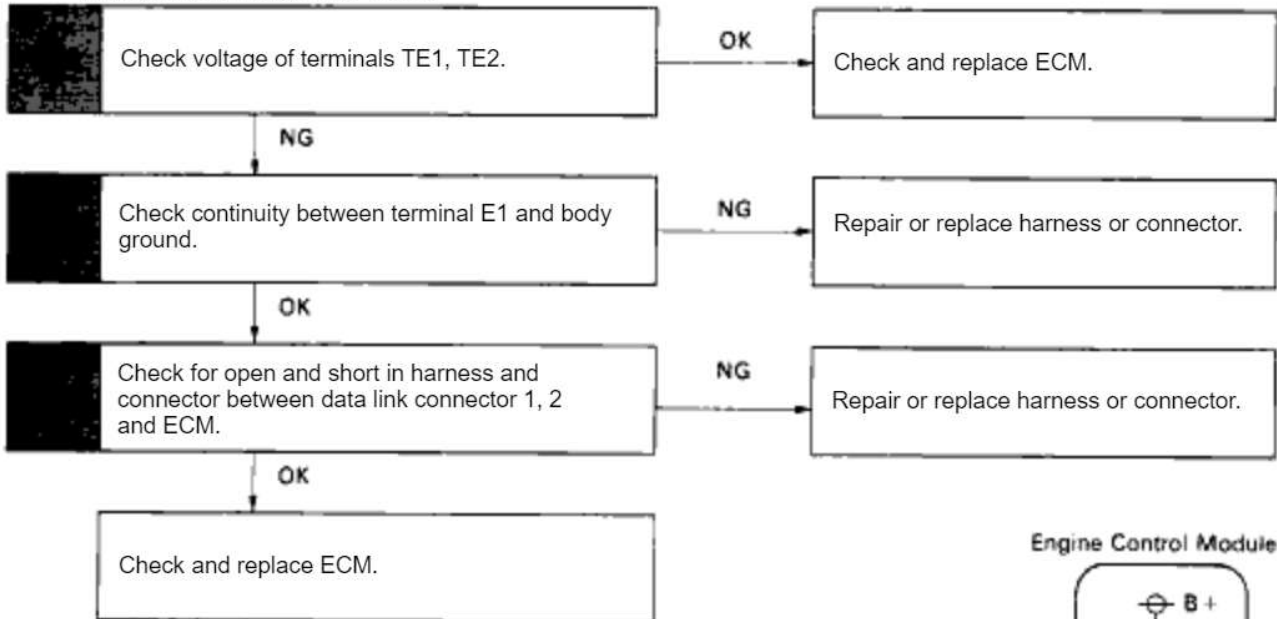 Check voltage of terminals TE1, TE2.
OK
Check and replace ECM.
NG
Check continuity between terminal E1 and body
ground.
NG
Repair or replace harness or connector.
OK
Check for open and short in harness and
connector between data link connector 1, 2
and ECM.
NG
Repair or replace harness or connector.
OK
Check and replace ECM.
Engine Control Module
B +